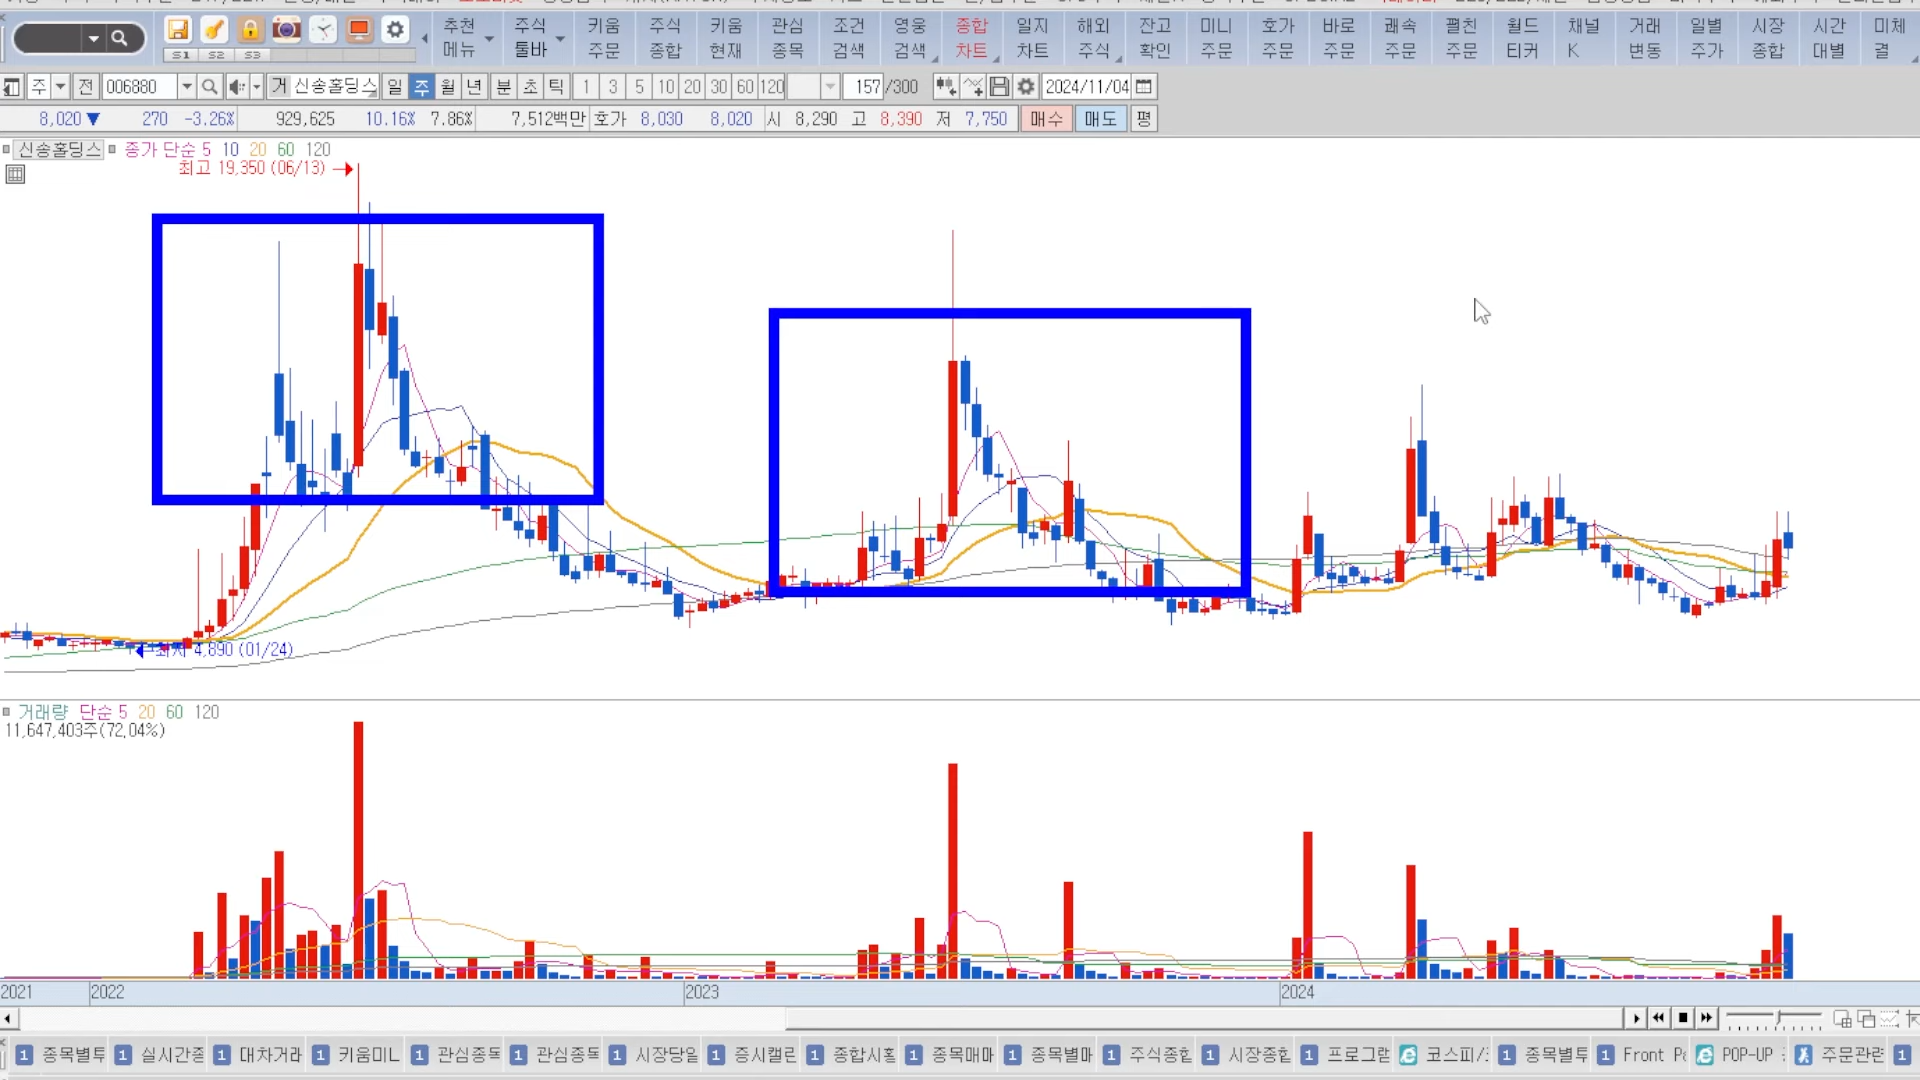 추천 주식 키움 주식 키움 관심 조건 영웅 종합 일지 해외 잔고 미니 호가 바로 쾌속 펼친 월드 채널 거래 일별 시장 시간 미체
메뉴 툴바 주문 종합 현재 종목 검색 검색 차트 차트 주식 확인 주문 주문 주문 주문 주문 티커 K 변동 주가 종합 대별 결
S1 S2 S3
주 전 006880 거 신송홀딩스 일 주 월 년 분 초 틱 1 3 5 10 20 30 60 120 157 /300 2024/11/04
8,020 ▼ 270 -3.26% 929,625 10.16% 7.86% 7,512백만 호가 8,030 8,020 시 8,290 고 8,390 저 7,750 매수 매도 평
신송홀딩스 종가 단순 5 10 20 60 120
최고 19,350 (06/13)
최저 4,890 (01/24)
거래량 단순 5 20 60 120
11,647,403주(72,04%)
2021 2022 2023 2024
1 종목별투 1 실시간종 1 대차거래 1 키움미니 1 관심종목 1 관심종목 1 시장당일 1 증시캘린 1 종합시황 1 종목매매 1 종목별매 1 주식종합 1 시장종합 1 프로그램 코스피/ 1 종목별투 1 Front P POP-UP 주문관련 1